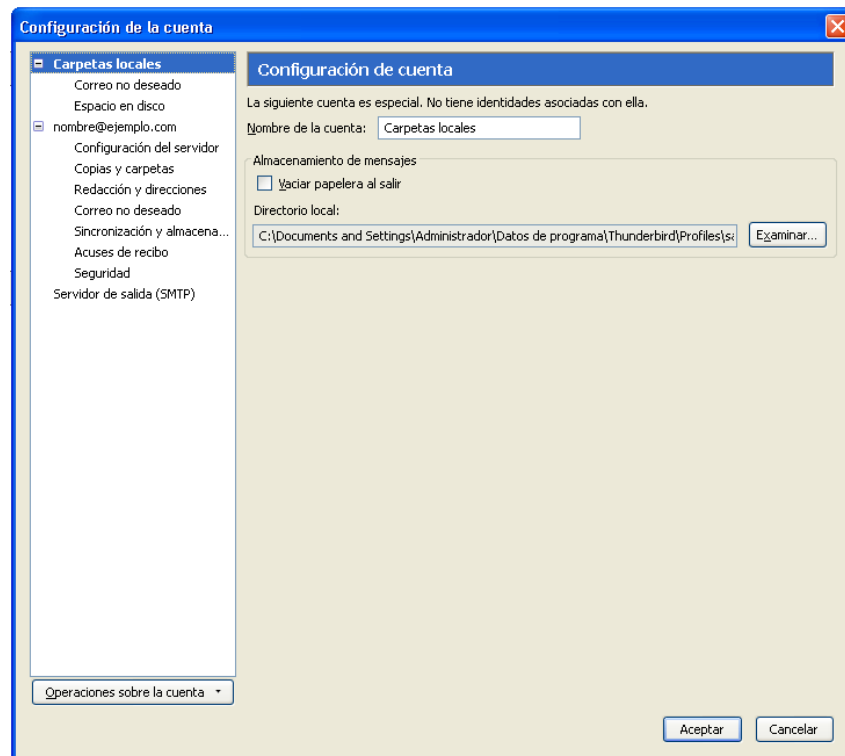 Configuración de la cuenta
Carpetas locales
Correo no deseado
Espacio en disco
nombre@ejemplo.com
Configuración del servidor
Copias y carpetas
Redacción y direcciones
Correo no deseado
Sincronización y almacena...
Acuses de recibo
Seguridad
Servidor de salida (SMTP)
Operaciones sobre la cuenta
Configuración de cuenta
La siguiente cuenta es especial. No tiene identidades asociadas con ella.
Nombre de la cuenta: Carpetas locales
Almacenamiento de mensajes
Vaciar papelera al salir
Directorio local:
C:\Documents and Settings\Administrador\Datos de programa\Thunderbird\Profiles\sa Examinar...
Aceptar Cancelar